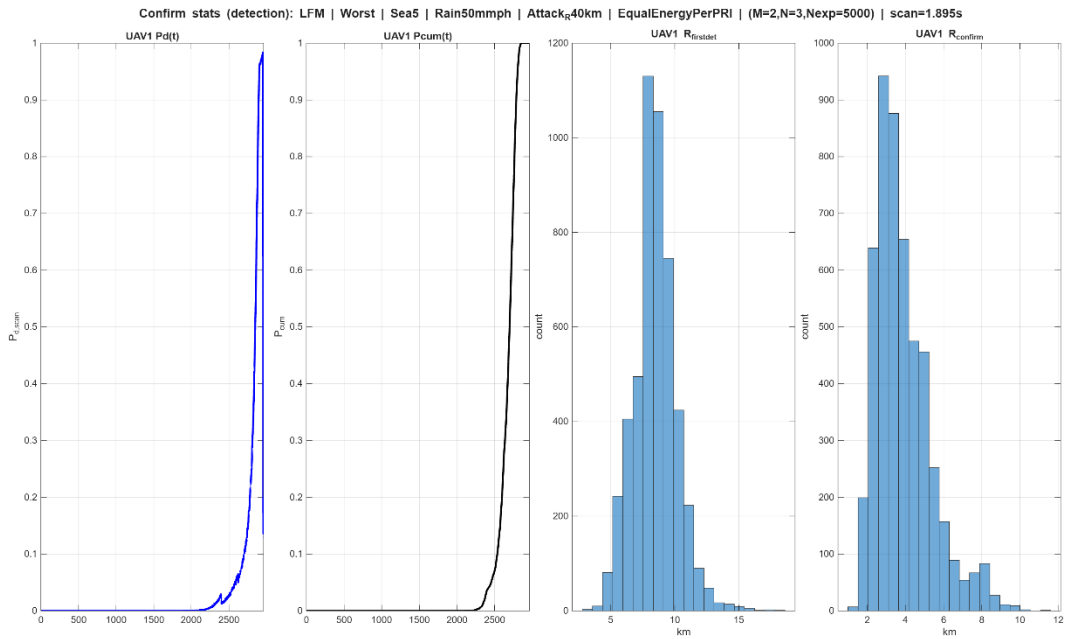 Confirm stats (detection): LFM | Worst | Sea5 | Rain50mmph | Attack_R40km | EqualEnergyPerPRI | (M=2,N=3,Nexp=5000) | scan=1.895s
UAV1 Pd(t)
P_d,scan
1
0.9
0.8
0.7
0.6
0.5
0.4
0.3
0.2
0.1
0
0 500 1000 1500 2000 2500
UAV1 Pcum(t)
P_cum
1
0.9
0.8
0.7
0.6
0.5
0.4
0.3
0.2
0.1
0
0 500 1000 1500 2000 2500
UAV1 R_firstdet
count
1200
1000
800
600
400
200
0
5 10 15
km
UAV1 R_confirm
count
1000
900
800
700
600
500
400
300
200
100
0
2 4 6 8 10 12
km